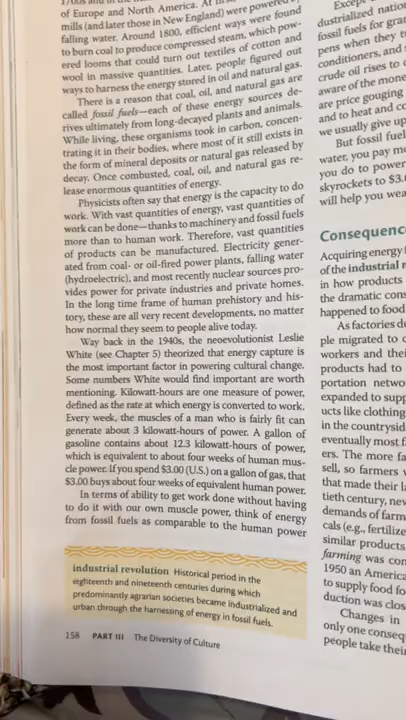 of Europe and North America. At
mills (and later those in New England) were powered by
falling water. Around 1800, efficient ways were found
to burn coal to produce compressed steam, which pow-
ered looms that could turn out textiles of cotton and
wool in massive quantities. Later, people figured out
ways to harness the energy stored in oil and natural gas.
There is a reason that coal, oil, and natural gas are
called fossil fuels—each of these energy sources de-
rives ultimately from long-decayed plants and animals.
While living, these organisms took in carbon, concen-
trating it in their bodies, where most of it still exists in
the form of mineral deposits or natural gas released by
decay. Once combusted, coal, oil, and natural gas re-
lease enormous quantities of energy.
Physicists often say that energy is the capacity to do
work. With vast quantities of energy, vast quantities of
work can be done—thanks to machinery and fossil fuels
more than to human work. Therefore, vast quantities
of products can be manufactured. Electricity gener-
ated from coal- or oil-fired power plants, falling water
(hydroelectric), and most recently nuclear sources pro-
vides power for private industries and private homes.
In the long time frame of human prehistory and his-
tory, these are all very recent developments, no matter
how normal they seem to people alive today.
Way back in the 1940s, the neoevolutionist Leslie
White (see Chapter 5) theorized that energy capture is
the most important factor in powering cultural change.
Some numbers White would find important are worth
mentioning. Kilowatt-hours are one measure of power,
defined as the rate at which energy is converted to work.
Every week, the muscles of a man who is fairly fit can
generate about 3 kilowatt-hours of power. A gallon of
gasoline contains about 12.3 kilowatt-hours of power,
which is equivalent to about four weeks of human mus-
cle power. If you spend $3.00 (U.S.) on a gallon of gas, that
$3.00 buys about four weeks of equivalent human power.
In terms of ability to get work done without having
to do it with our own muscle power, think of energy
from fossil fuels as comparable to the human power
industrial revolution Historical period in the
eighteenth and nineteenth centuries during which
predominantly agrarian societies became industrialized and
urban through the harnessing of energy in fossil fuels.
158 PART III The Diversity of Culture
Except
dustrialized natio
fossil fuels for gra
pens when they t
conditioners, and
crude oil rises to
aware of the mone
are price gouging
and to heat and co
we usually give up
But fossil fuel
water, you pay m
you do to power
skyrockets to $3.
will help you wea
Consequenc
Acquiring energy
of the industrial r
in how products
the dramatic cons
happened to food
As factories de
ple migrated to c
workers and thei
products had to
portation netwo
expanded to supp
ucts like clothing
in the countrysid
eventually most f
ers. The more fa
sell, so farmers
that made their la
tieth century, nev
demands of farm
cals (e.g., fertilize
similar products
farming was con
1950 an America
to supply food fo
duction was clos
Changes in
only one conseq
people take thei